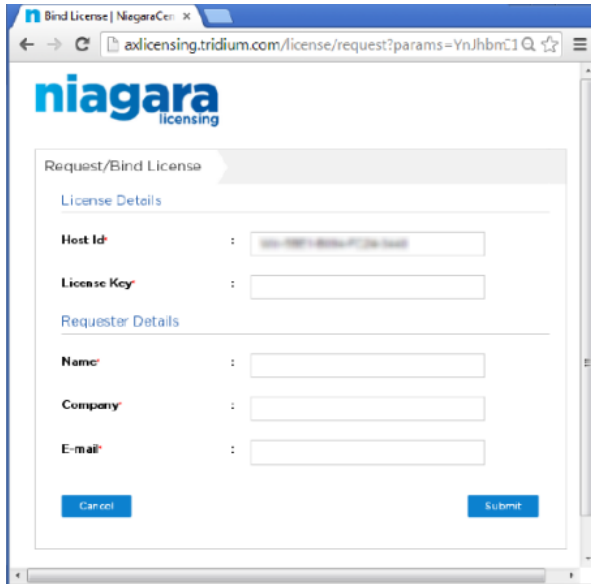 Bind License | NiagaraCen
axlicensing.tridium.com/license/request?params=YnJhbm
niagara
licensing
Request/Bind License
License Details
Host Id* :
License Key* :
Requester Details
Name* :
Company* :
E-mail* :
Cancel Submit